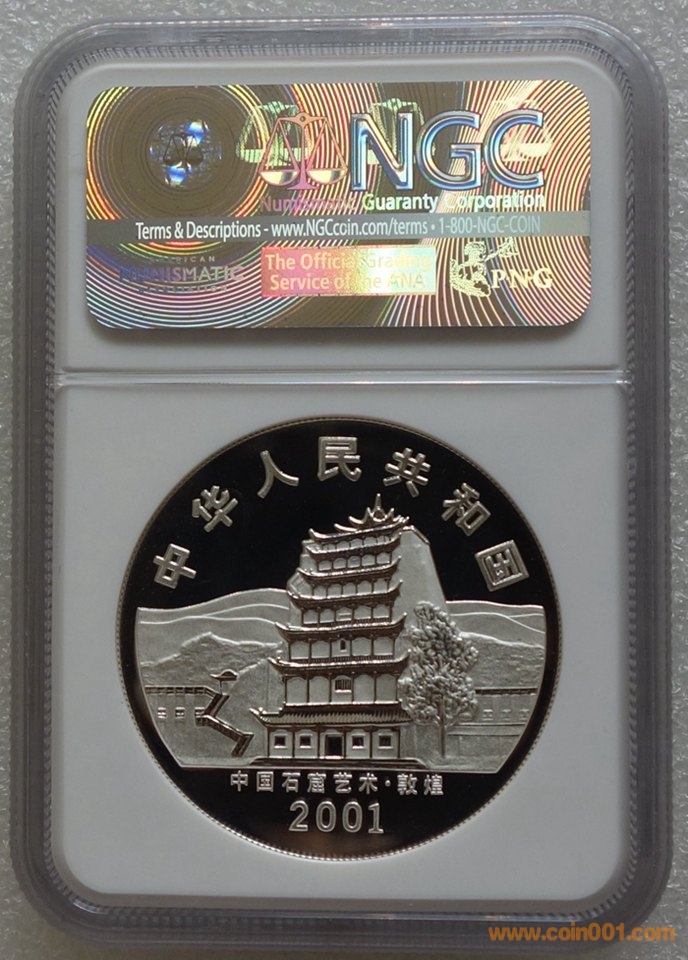 NGC
Numismatic Guaranty Corporation
Terms & Descriptions - www.NGCcoin.com/terms • 1-800-NGC-COIN
AMERICAN
NUMISMATIC
The Official Grading
Service of the ANA
PNG
中华人民共和国
中国石窟艺术·敦煌
2001
www.coin001.com